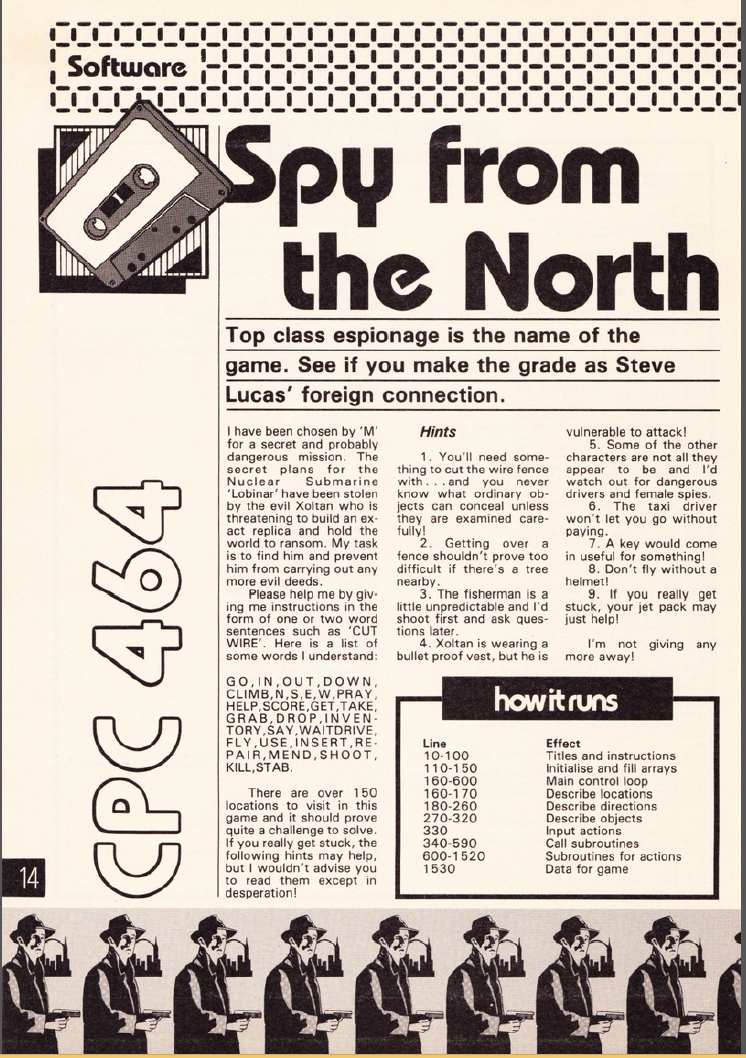 Software
Spy from
the North
Top class espionage is the name of the
game. See if you make the grade as Steve
Lucas' foreign connection.
I have been chosen by 'M'
for a secret and probably
dangerous mission. The
secret plans for the
Nuclear Submarine
'Lobinar' have been stolen
by the evil Xoltan who is
threatening to build an ex-
act replica and hold the
world to ransom. My task
is to find him and prevent
him from carrying out any
more evil deeds.
Please help me by giv-
ing me instructions in the
form of one or two word
sentences such as 'CUT
WIRE'. Here is a list of
some words I understand:
GO,IN,OUT,DOWN,
CLIMB,N,S,E,W,PRAY,
HELP,SCORE,GET,TAKE,
GRAB,DROP,INVEN-
TORY,SAY,WAITDRIVE,
FLY,USE,INSERT,RE-
PAIR,MEND,SHOOT,
KILL,STAB.
There are over 150
locations to visit in this
game and it should prove
quite a challenge to solve.
If you really get stuck, the
following hints may help,
but I wouldn't advise you
to read them except in
desperation!
Hints
1. You'll need some-
thing to cut the wire fence
with...and you never
know what ordinary ob-
jects can conceal unless
they are examined care-
fully!
2. Getting over a
fence shouldn't prove too
difficult if there's a tree
nearby.
3. The fisherman is a
little unpredictable and I'd
shoot first and ask ques-
tions later.
4. Xoltan is wearing a
bullet proof vest, but he is
vulnerable to attack!
5. Some of the other
characters are not all they
appear to be and I'd
watch out for dangerous
drivers and female spies.
6. The taxi driver
won't let you go without
paying.
7. A key would come
in useful for something!
8. Don't fly without a
helmet!
9. If you really get
stuck, your jet pack may
just help!
I'm not giving any
more away!
how it runs
Line Effect
10-100 Titles and instructions
110-150 Initialise and fill arrays
160-600 Main control loop
160-170 Describe locations
180-260 Describe directions
270-320 Describe objects
330 Input actions
340-590 Call subroutines
600-1520 Subroutines for actions
1530 Data for game
CPC 464
14